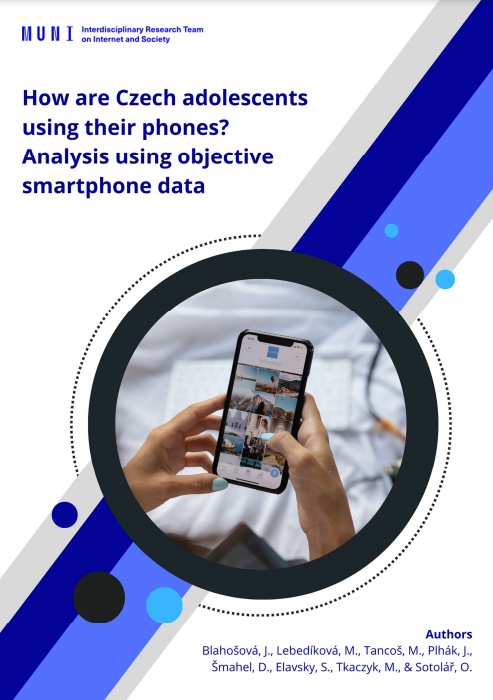 MUNI Interdisciplinary Research Team
on Internet and Society
How are Czech adolescents
using their phones?
Analysis using objective
smartphone data
Authors
Blahošová, J., Lebedíková, M., Tancoš, M., Plhák, J.,
Šmahel, D., Elavsky, S., Tkaczyk, M., & Sotolář, O.